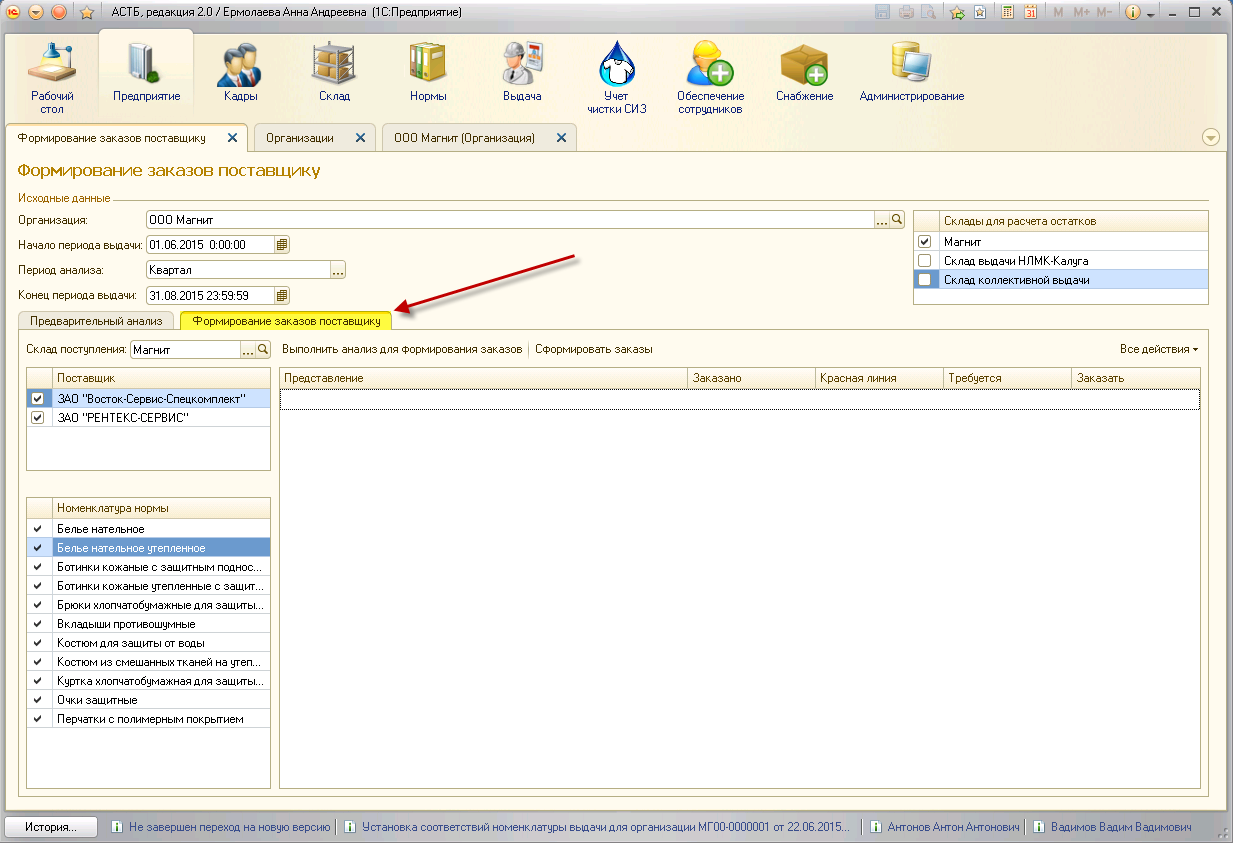 АСТБ, редакция 2.0 / Ермолаева Анна Андреевна (1С:Предприятие)
M M+ M-
Рабочий стол
Предприятие
Кадры
Склад
Нормы
Выдача
Учет чистки СИЗ
Обеспечение сотрудников
Снабжение
Администрирование
Формирование заказов поставщику
Организации
ООО Магнит (Организация)
Формирование заказов поставщику
Исходные данные
Организация: ООО Магнит
Начало периода выдачи: 01.06.2015 0:00:00
Период анализа: Квартал
Конец периода выдачи: 31.08.2015 23:59:59
Склады для расчета остатков
Магнит
Склад выдачи НЛМК-Калуга
Склад коллективной выдачи
Предварительный анализ
Формирование заказов поставщику
Склад поступления: Магнит
Выполнить анализ для формирования заказов
Сформировать заказы
Все действия
Поставщик
ЗАО "Восток-Сервис-Спецкомплект"
ЗАО "РЕНТЕКС-СЕРВИС"
Представление
Заказано
Красная линия
Требуется
Заказать
Номенклатура нормы
Белье нательное
Белье нательное утепленное
Ботинки кожаные с защитным поднос...
Ботинки кожаные утепленные с защит...
Брюки хлопчатобумажные для защиты...
Вкладыши противошумные
Костюм для защиты от воды
Костюм из смешанных тканей на утеп...
Куртка хлопчатобумажная для защиты...
Очки защитные
Перчатки с полимерным покрытием
История...
Не завершен переход на новую версию
Установка соответствий номенклатуры выдачи для организации МГ00-0000001 от 22.06.2015...
Антонов Антон Антонович
Вадимов Вадим Вадимович